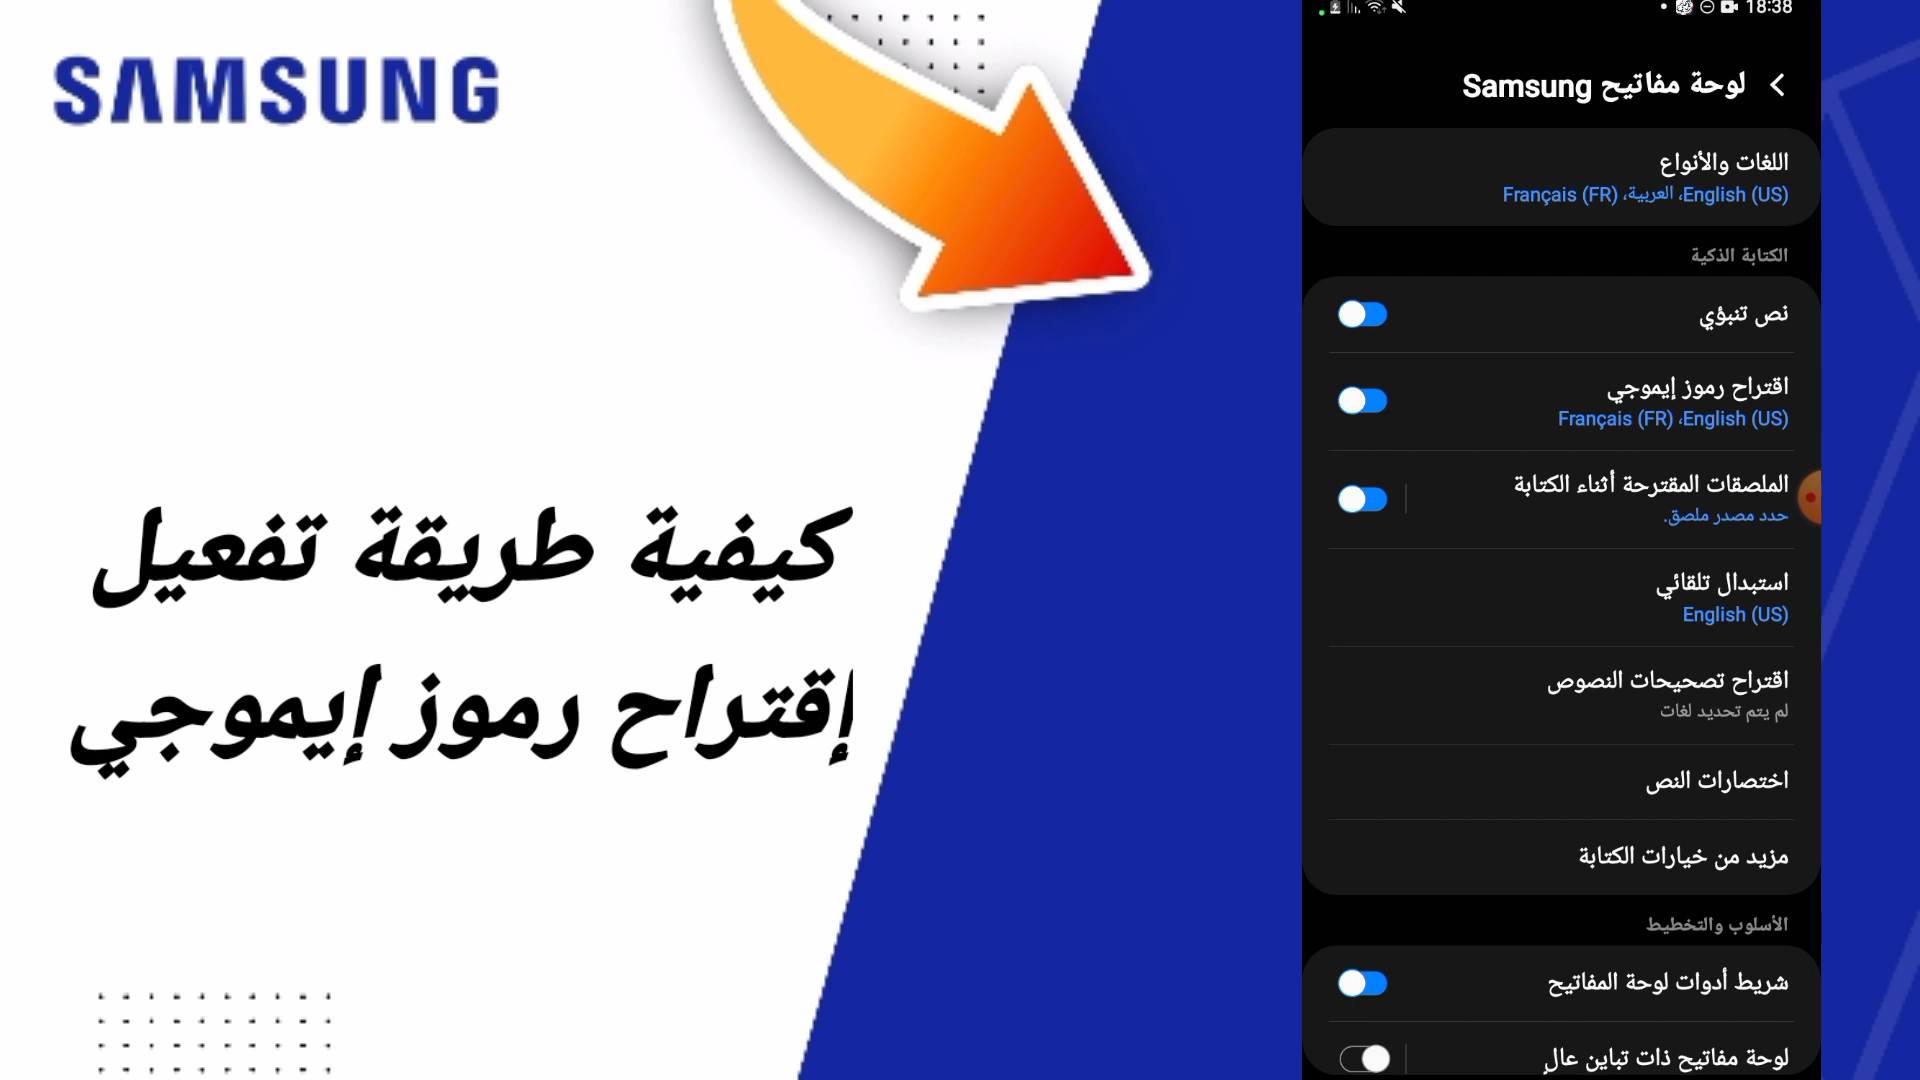 SAMSUNG
كيفية طريقة تفعيل
إقتراح رموز إيموجي
18:38
لوحة مفاتيح Samsung
اللغات والأنواع
English (US)، العربية، Français (FR)
الكتابة الذكية
نص تنبؤي
اقتراح رموز إيموجي
English (US)، Français (FR)
الملصقات المقترحة أثناء الكتابة
حدد مصدر ملصق.
استبدال تلقائي
English (US)
اقتراح تصحيحات النصوص
لم يتم تحديد لغات
اختصارات النص
مزيد من خيارات الكتابة
الأسلوب والتخطيط
شريط أدوات لوحة المفاتيح
لوحة مفاتيح ذات تباين عالٍ